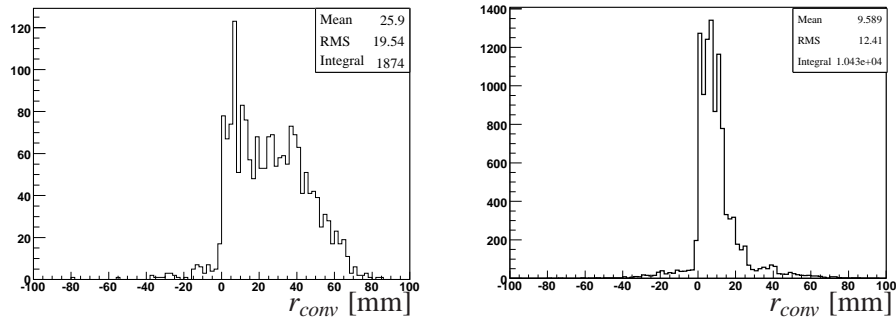 Mean 25.9
RMS 19.54
Integral 1874
120
100
80
60
40
20
0
-100 -80 -60 -40 -20 0 20 40 60 80 100
r_conv [mm]
Mean 9.589
RMS 12.41
Integral 1.043e+04
1400
1200
1000
800
600
400
200
0
-100 -80 -60 -40 -20 0 20 40 60 80 100
r_conv [mm]